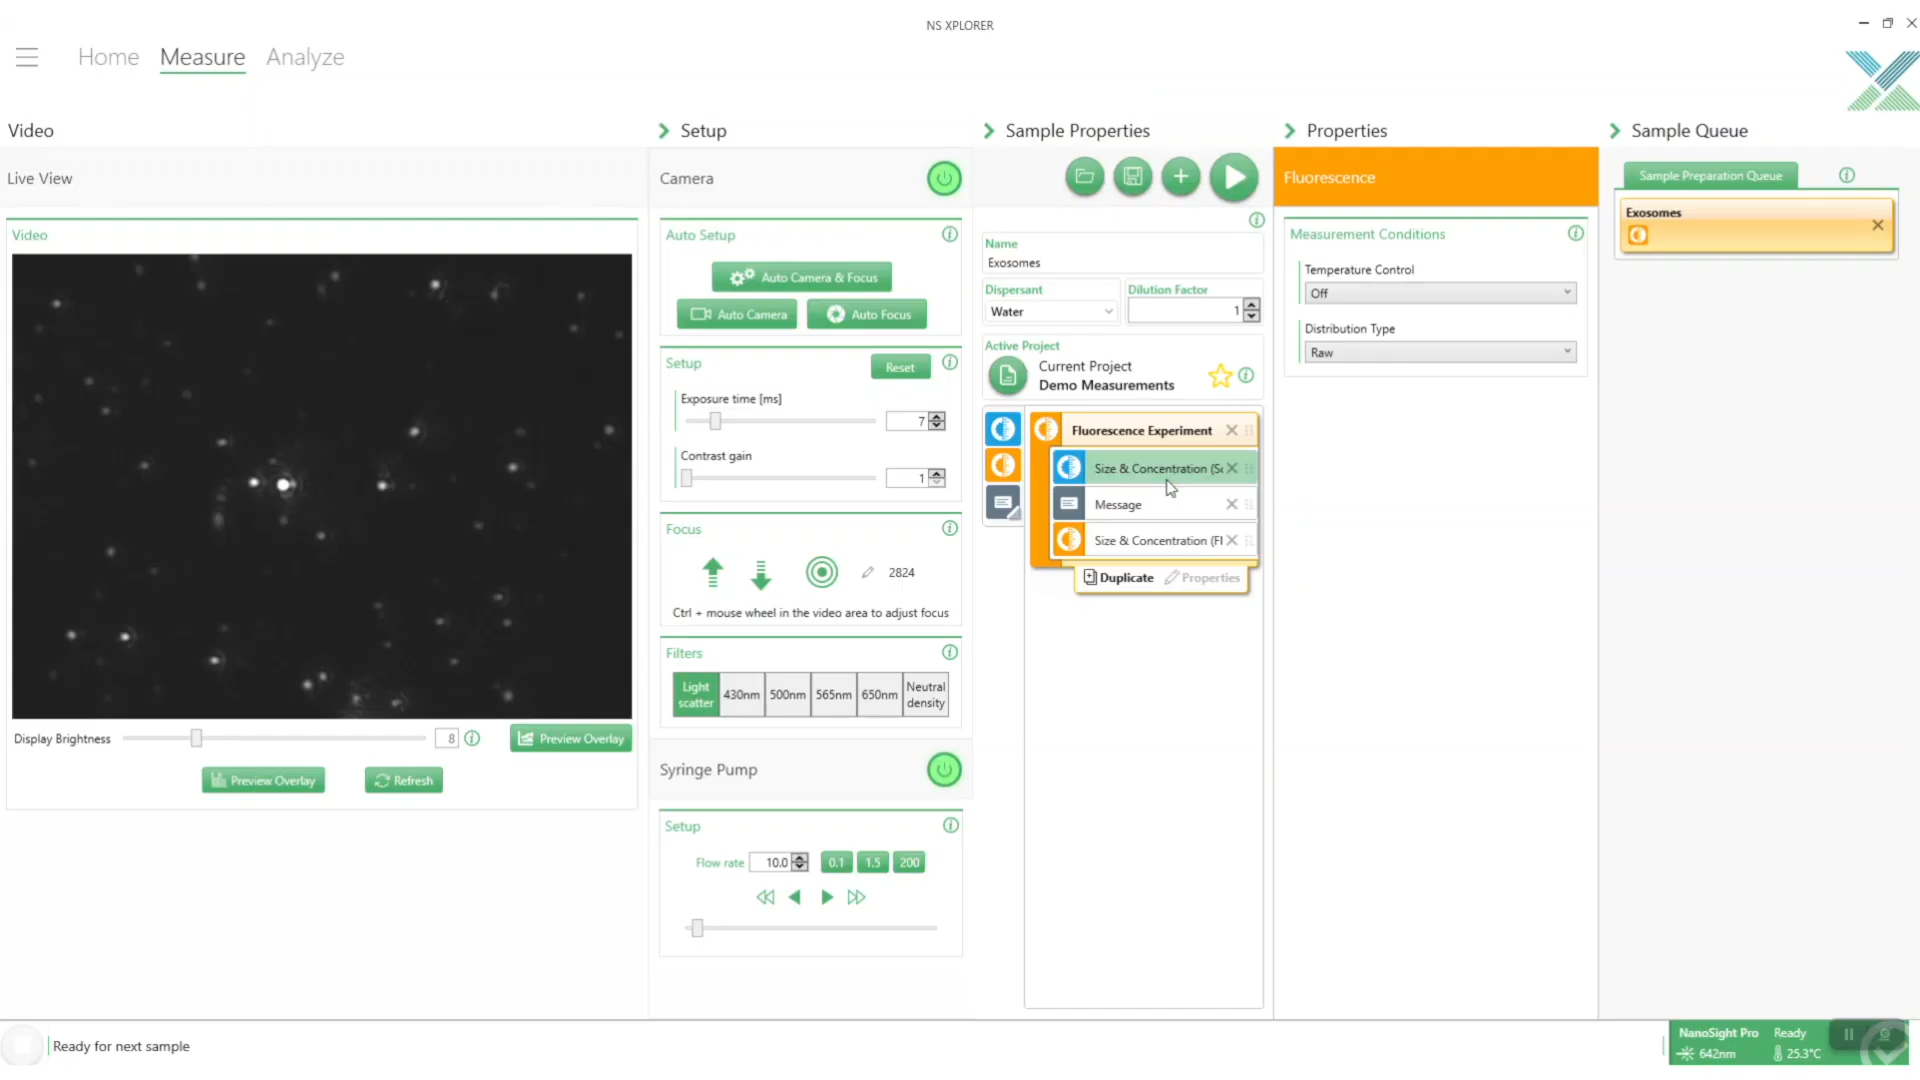 NS XPLORER
Home
Measure
Analyze
Video
Live View
Video
Display Brightness
8
Preview Overlay
Preview Overlay
Refresh
Setup
Camera
Auto Setup
Auto Camera & Focus
Auto Camera
Auto Focus
Setup
Reset
Exposure time [ms]
7
Contrast gain
1
Focus
2824
Ctrl + mouse wheel in the video area to adjust focus
Filters
Light scatter
430nm
500nm
565nm
650nm
Neutral density
Syringe Pump
Setup
Flow rate
10.0
0.1
1.5
200
Sample Properties
Name
Exosomes
Dispersant
Water
Dilution Factor
1
Active Project
Current Project
Demo Measurements
Fluorescence Experiment
Size & Concentration (Sc
Message
Size & Concentration (Fl
Duplicate
Properties
Properties
Fluorescence
Measurement Conditions
Temperature Control
Off
Distribution Type
Raw
Sample Queue
Sample Preparation Queue
Exosomes
Ready for next sample
NanoSight Pro
Ready
642nm
25.3°C